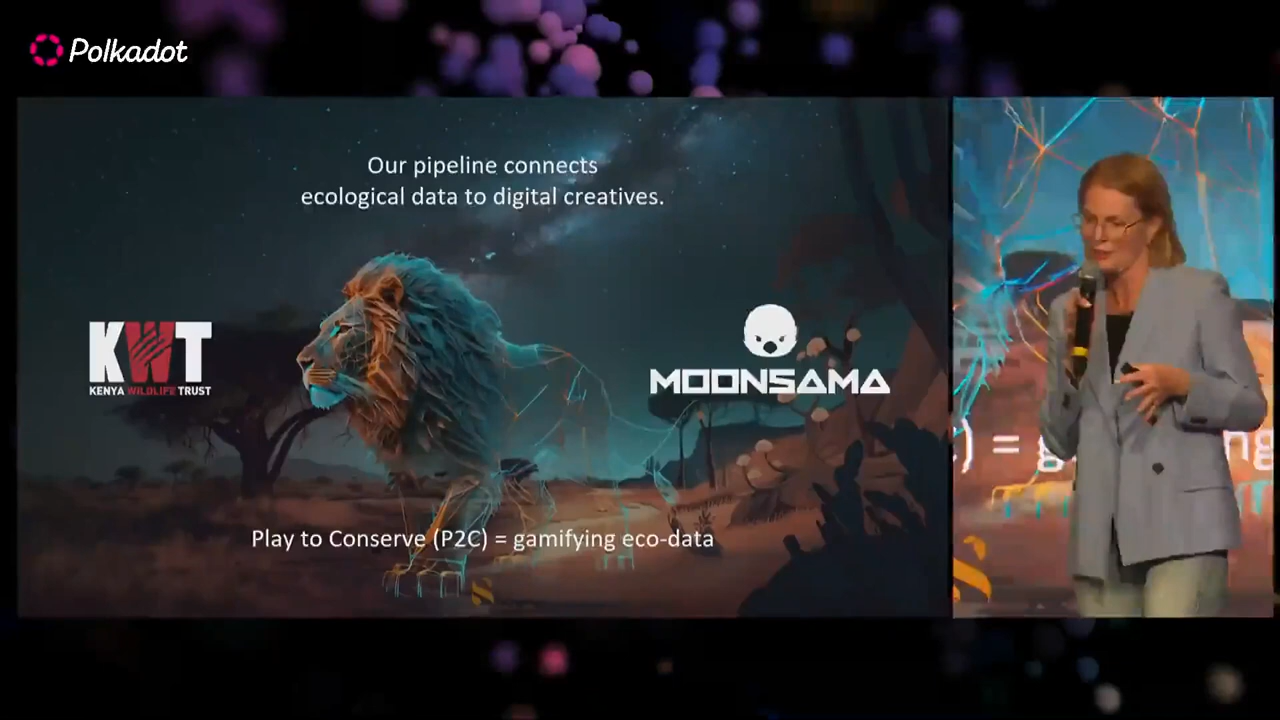 Polkadot
Our pipeline connects
ecological data to digital creatives.
KWT
KENYA WILDLIFE TRUST
MOONSAMA
Play to Conserve (P2C) = gamifying eco-data
) = g
ng